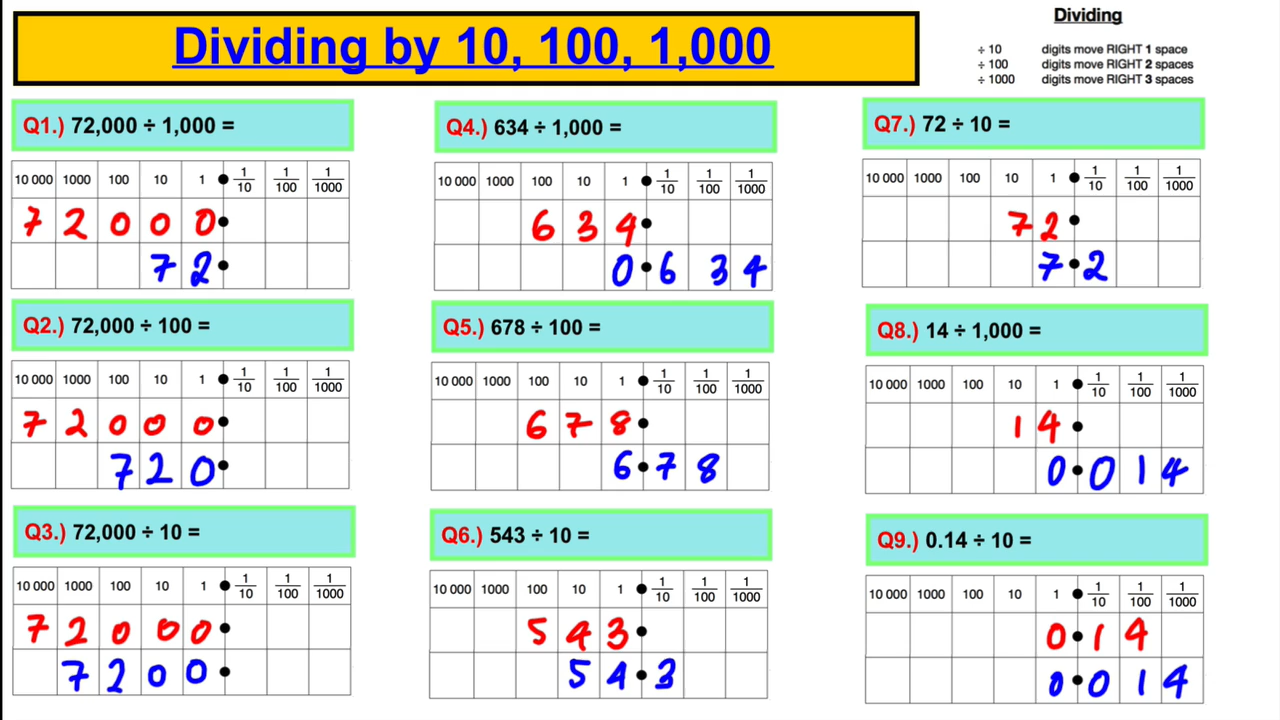 Dividing by 10, 100, 1,000
Dividing
÷ 10 digits move RIGHT 1 space
÷ 100 digits move RIGHT 2 spaces
÷ 1000 digits move RIGHT 3 spaces
Q1.) 72,000 ÷ 1,000 =
10 000 1000 100 10 1 • 1/10 1/100 1/1000
7 2 0 0 0 •
7 2 •
Q2.) 72,000 ÷ 100 =
10 000 1000 100 10 1 • 1/10 1/100 1/1000
7 2 0 0 0 •
7 2 0 •
Q3.) 72,000 ÷ 10 =
10 000 1000 100 10 1 • 1/10 1/100 1/1000
7 2 0 0 0 •
7 2 0 0 •
Q4.) 634 ÷ 1,000 =
10 000 1000 100 10 1 • 1/10 1/100 1/1000
6 3 4 •
0 • 6 3 4
Q5.) 678 ÷ 100 =
10 000 1000 100 10 1 • 1/10 1/100 1/1000
6 7 8 •
6 • 7 8
Q6.) 543 ÷ 10 =
10 000 1000 100 10 1 • 1/10 1/100 1/1000
5 4 3 •
5 4 • 3
Q7.) 72 ÷ 10 =
10 000 1000 100 10 1 • 1/10 1/100 1/1000
7 2 •
7 • 2
Q8.) 14 ÷ 1,000 =
10 000 1000 100 10 1 • 1/10 1/100 1/1000
1 4 •
0 • 0 1 4
Q9.) 0.14 ÷ 10 =
10 000 1000 100 10 1 • 1/10 1/100 1/1000
0 • 1 4
0 • 0 1 4